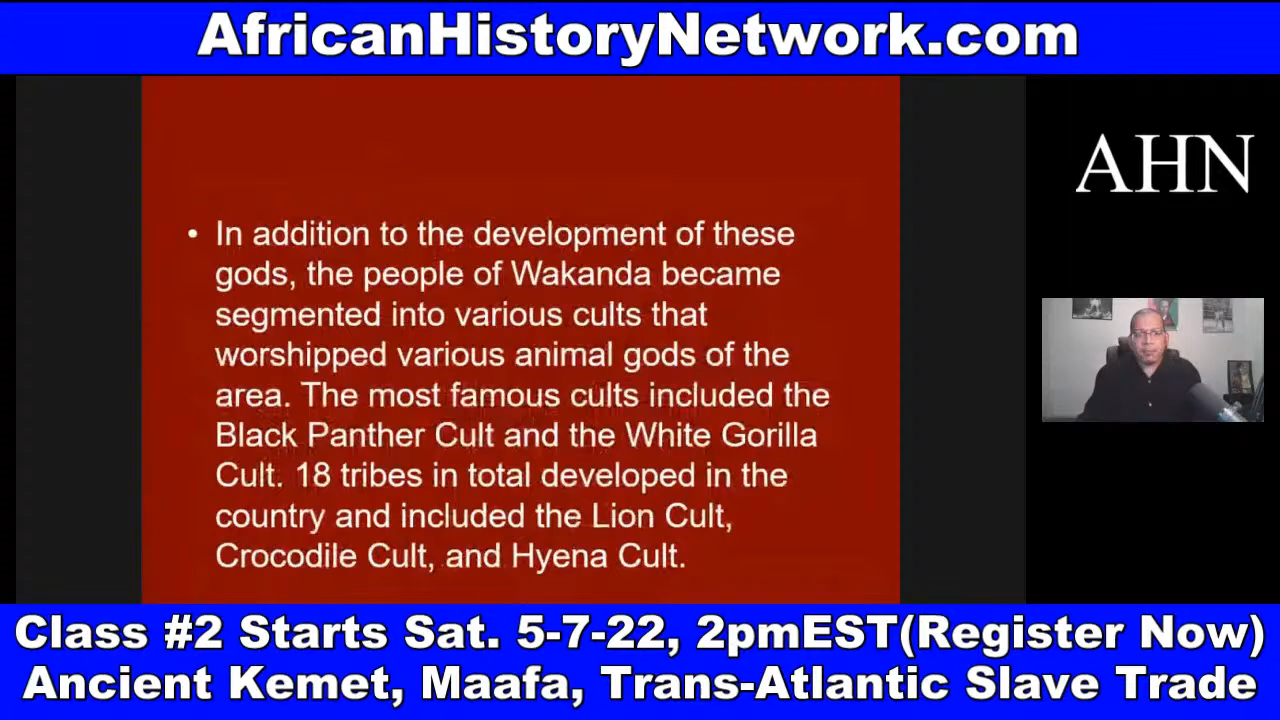 AfricanHistoryNetwork.com
AHN
• In addition to the development of these
gods, the people of Wakanda became
segmented into various cults that
worshipped various animal gods of the
area. The most famous cults included the
Black Panther Cult and the White Gorilla
Cult. 18 tribes in total developed in the
country and included the Lion Cult,
Crocodile Cult, and Hyena Cult.
Class #2 Starts Sat. 5-7-22, 2pmEST(Register Now)
Ancient Kemet, Maafa, Trans-Atlantic Slave Trade